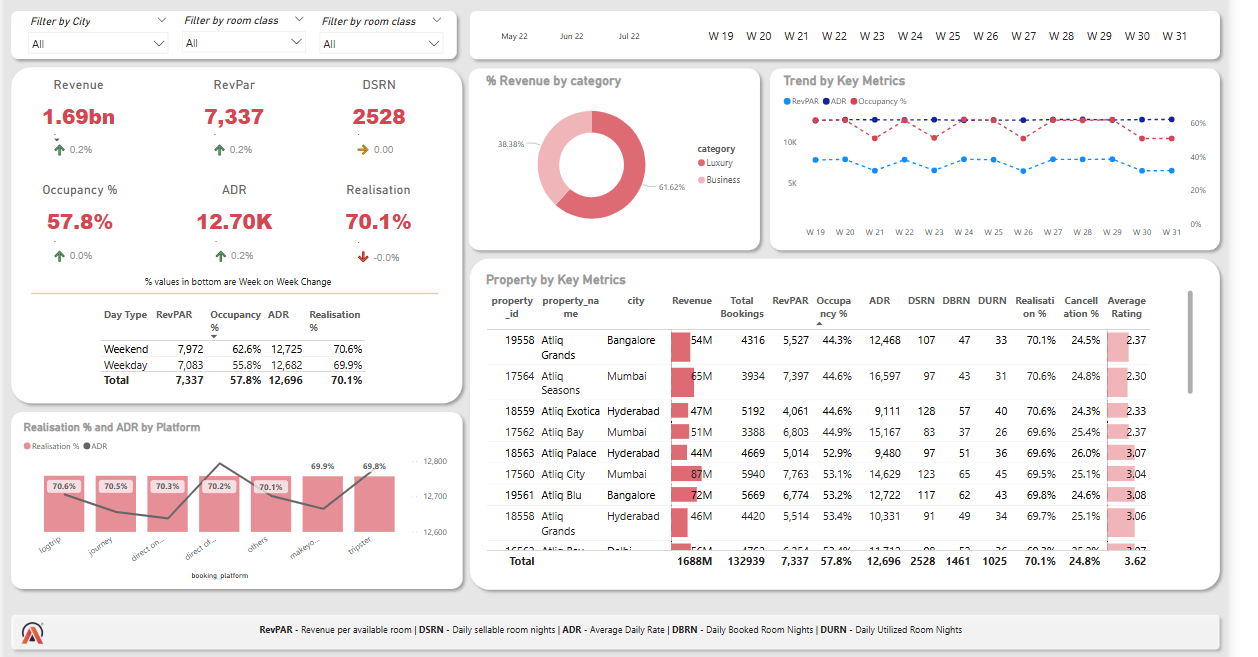 Filter by City
Filter by room class
Filter by room class
All
All
All
May 22 Jun 22 Jul 22 W 19 W 20 W 21 W 22 W 23 W 24 W 25 W 26 W 27 W 28 W 29 W 30 W 31
Revenue RevPar DSRN
1.69bn 7,337 2528
0.2% 0.2% 0.00
Occupancy % ADR Realisation
57.8% 12.70K 70.1%
0.0% 0.2% -0.0%
% values in bottom are Week on Week Change
Day Type RevPAR Occupancy % ADR Realisation %
Weekend 7,972 62.6% 12,725 70.6%
Weekday 7,083 55.8% 12,682 69.9%
Total 7,337 57.8% 12,696 70.1%
% Revenue by category
38.38%
61.62%
category
Luxury
Business
Trend by Key Metrics
RevPAR ADR Occupancy %
10K
5K
60%
40%
20%
0%
W 19 W 20 W 21 W 22 W 23 W 24 W 25 W 26 W 27 W 28 W 29 W 30 W 31
Realisation % and ADR by Platform
Realisation % ADR
70.6% 70.5% 70.3% 70.2% 70.1% 69.9% 69.8%
12,800
12,700
12,600
logtrip journey direct on... direct of... others makeyo... tripster
booking_platform
Property by Key Metrics
property_id property_name city Revenue Total Bookings RevPAR Occupancy % ADR DSRN DBRN DURN Realisation % Cancellation % Average Rating
19558 Atliq Grands Bangalore 54M 4316 5,527 44.3% 12,468 107 47 33 70.1% 24.5% 2.37
17564 Atliq Seasons Mumbai 65M 3934 7,397 44.6% 16,597 97 43 31 70.6% 24.8% 2.30
18559 Atliq Exotica Hyderabad 47M 5192 4,061 44.6% 9,111 128 57 40 70.6% 24.3% 2.33
17562 Atliq Bay Mumbai 51M 3388 6,803 44.9% 15,167 83 37 26 69.6% 25.4% 2.37
18563 Atliq Palace Hyderabad 44M 4669 5,014 52.9% 9,480 97 51 36 69.6% 26.0% 3.07
17560 Atliq City Mumbai 87M 5940 7,763 53.1% 14,629 123 65 45 69.5% 25.1% 3.04
19561 Atliq Blu Bangalore 72M 5669 6,774 53.2% 12,722 117 62 43 69.8% 24.6% 3.08
18558 Atliq Grands Hyderabad 46M 4420 5,514 53.4% 10,331 91 49 34 69.7% 25.1% 3.06
Total 1688M 132939 7,337 57.8% 12,696 2528 1461 1025 70.1% 24.8% 3.62
RevPAR - Revenue per available room | DSRN - Daily sellable room nights | ADR - Average Daily Rate | DBRN - Daily Booked Room Nights | DURN - Daily Utilized Room Nights